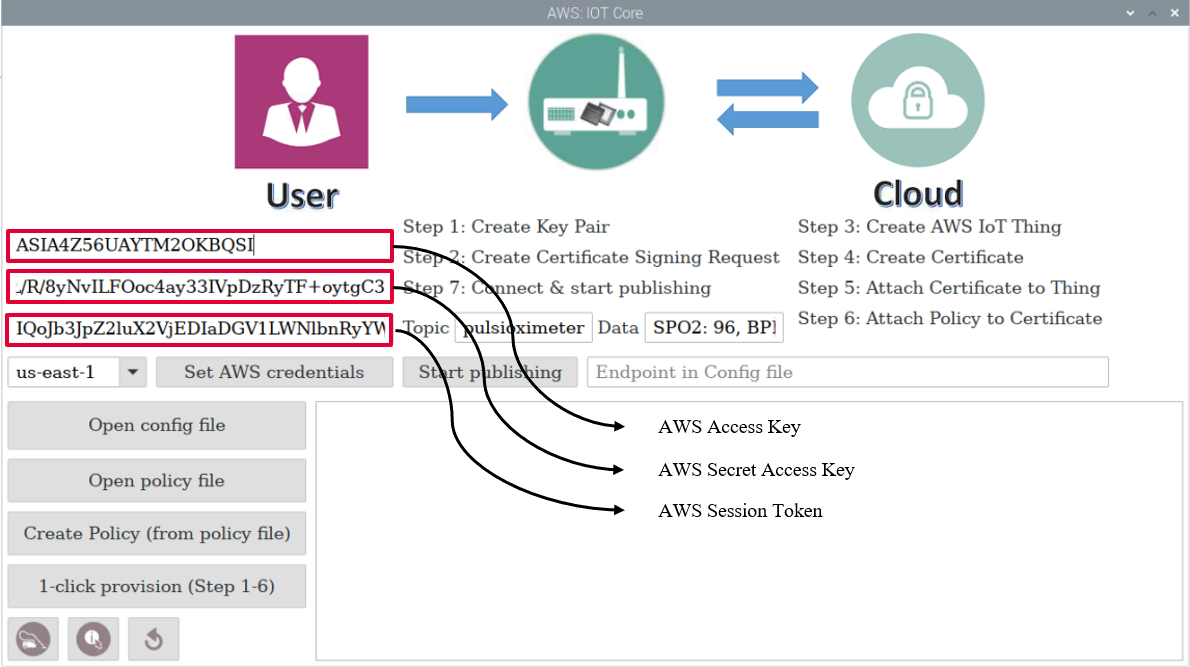 AWS: IOT Core
User
Cloud
ASIA4Z56UAYTM2OKBQSI
/R/8yNvILFOoc4ay33IVpDzRyTF+oytgC3
IQoJb3JpZ2luX2VjEDIaDGV1LWNlbnRyYW
us-east-1
Set AWS credentials
Step 1: Create Key Pair
Step 2: Create Certificate Signing Request
Step 7: Connect & start publishing
Topic pulsioximeter Data SPO2: 96, BP
Start publishing
Endpoint in Config file
Step 3: Create AWS IoT Thing
Step 4: Create Certificate
Step 5: Attach Certificate to Thing
Step 6: Attach Policy to Certificate
Open config file
Open policy file
Create Policy (from policy file)
1-click provision (Step 1-6)
AWS Access Key
AWS Secret Access Key
AWS Session Token